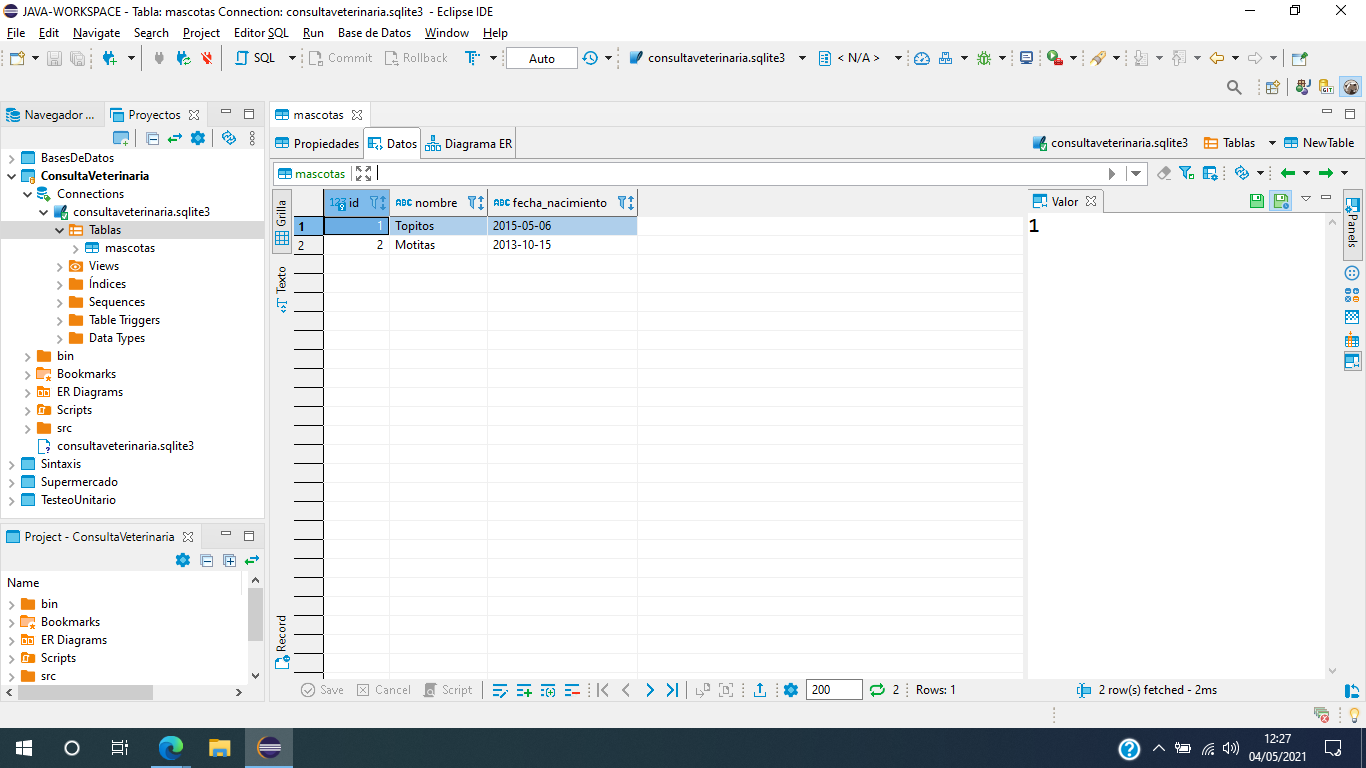 JAVA-WORKSPACE - Tabla: mascotas Connection: consultaveterinaria.sqlite3 - Eclipse IDE
File Edit Navigate Search Project Editor SQL Run Base de Datos Window Help
SQL Commit Rollback Auto consultaveterinaria.sqlite3 < N/A >
Navegador ... Proyectos
mascotas
BasesDeDatos
ConsultaVeterinaria
Connections
consultaveterinaria.sqlite3
Tablas
mascotas
Views
Índices
Sequences
Table Triggers
Data Types
bin
Bookmarks
ER Diagrams
Scripts
src
consultaveterinaria.sqlite3
Sintaxis
Supermercado
TesteoUnitario
Project - ConsultaVeterinaria
Name
bin
Bookmarks
ER Diagrams
Scripts
src
Propiedades Datos Diagrama ER consultaveterinaria.sqlite3 Tablas NewTable
mascotas
Grilla
Texto
Record
123 id ABC nombre ABC fecha_nacimiento
1 1 Topitos 2015-05-06
2 2 Motitas 2013-10-15
Valor
1
Panels
Save Cancel Script 200 2 Rows: 1 2 row(s) fetched - 2ms
12:27
04/05/2021